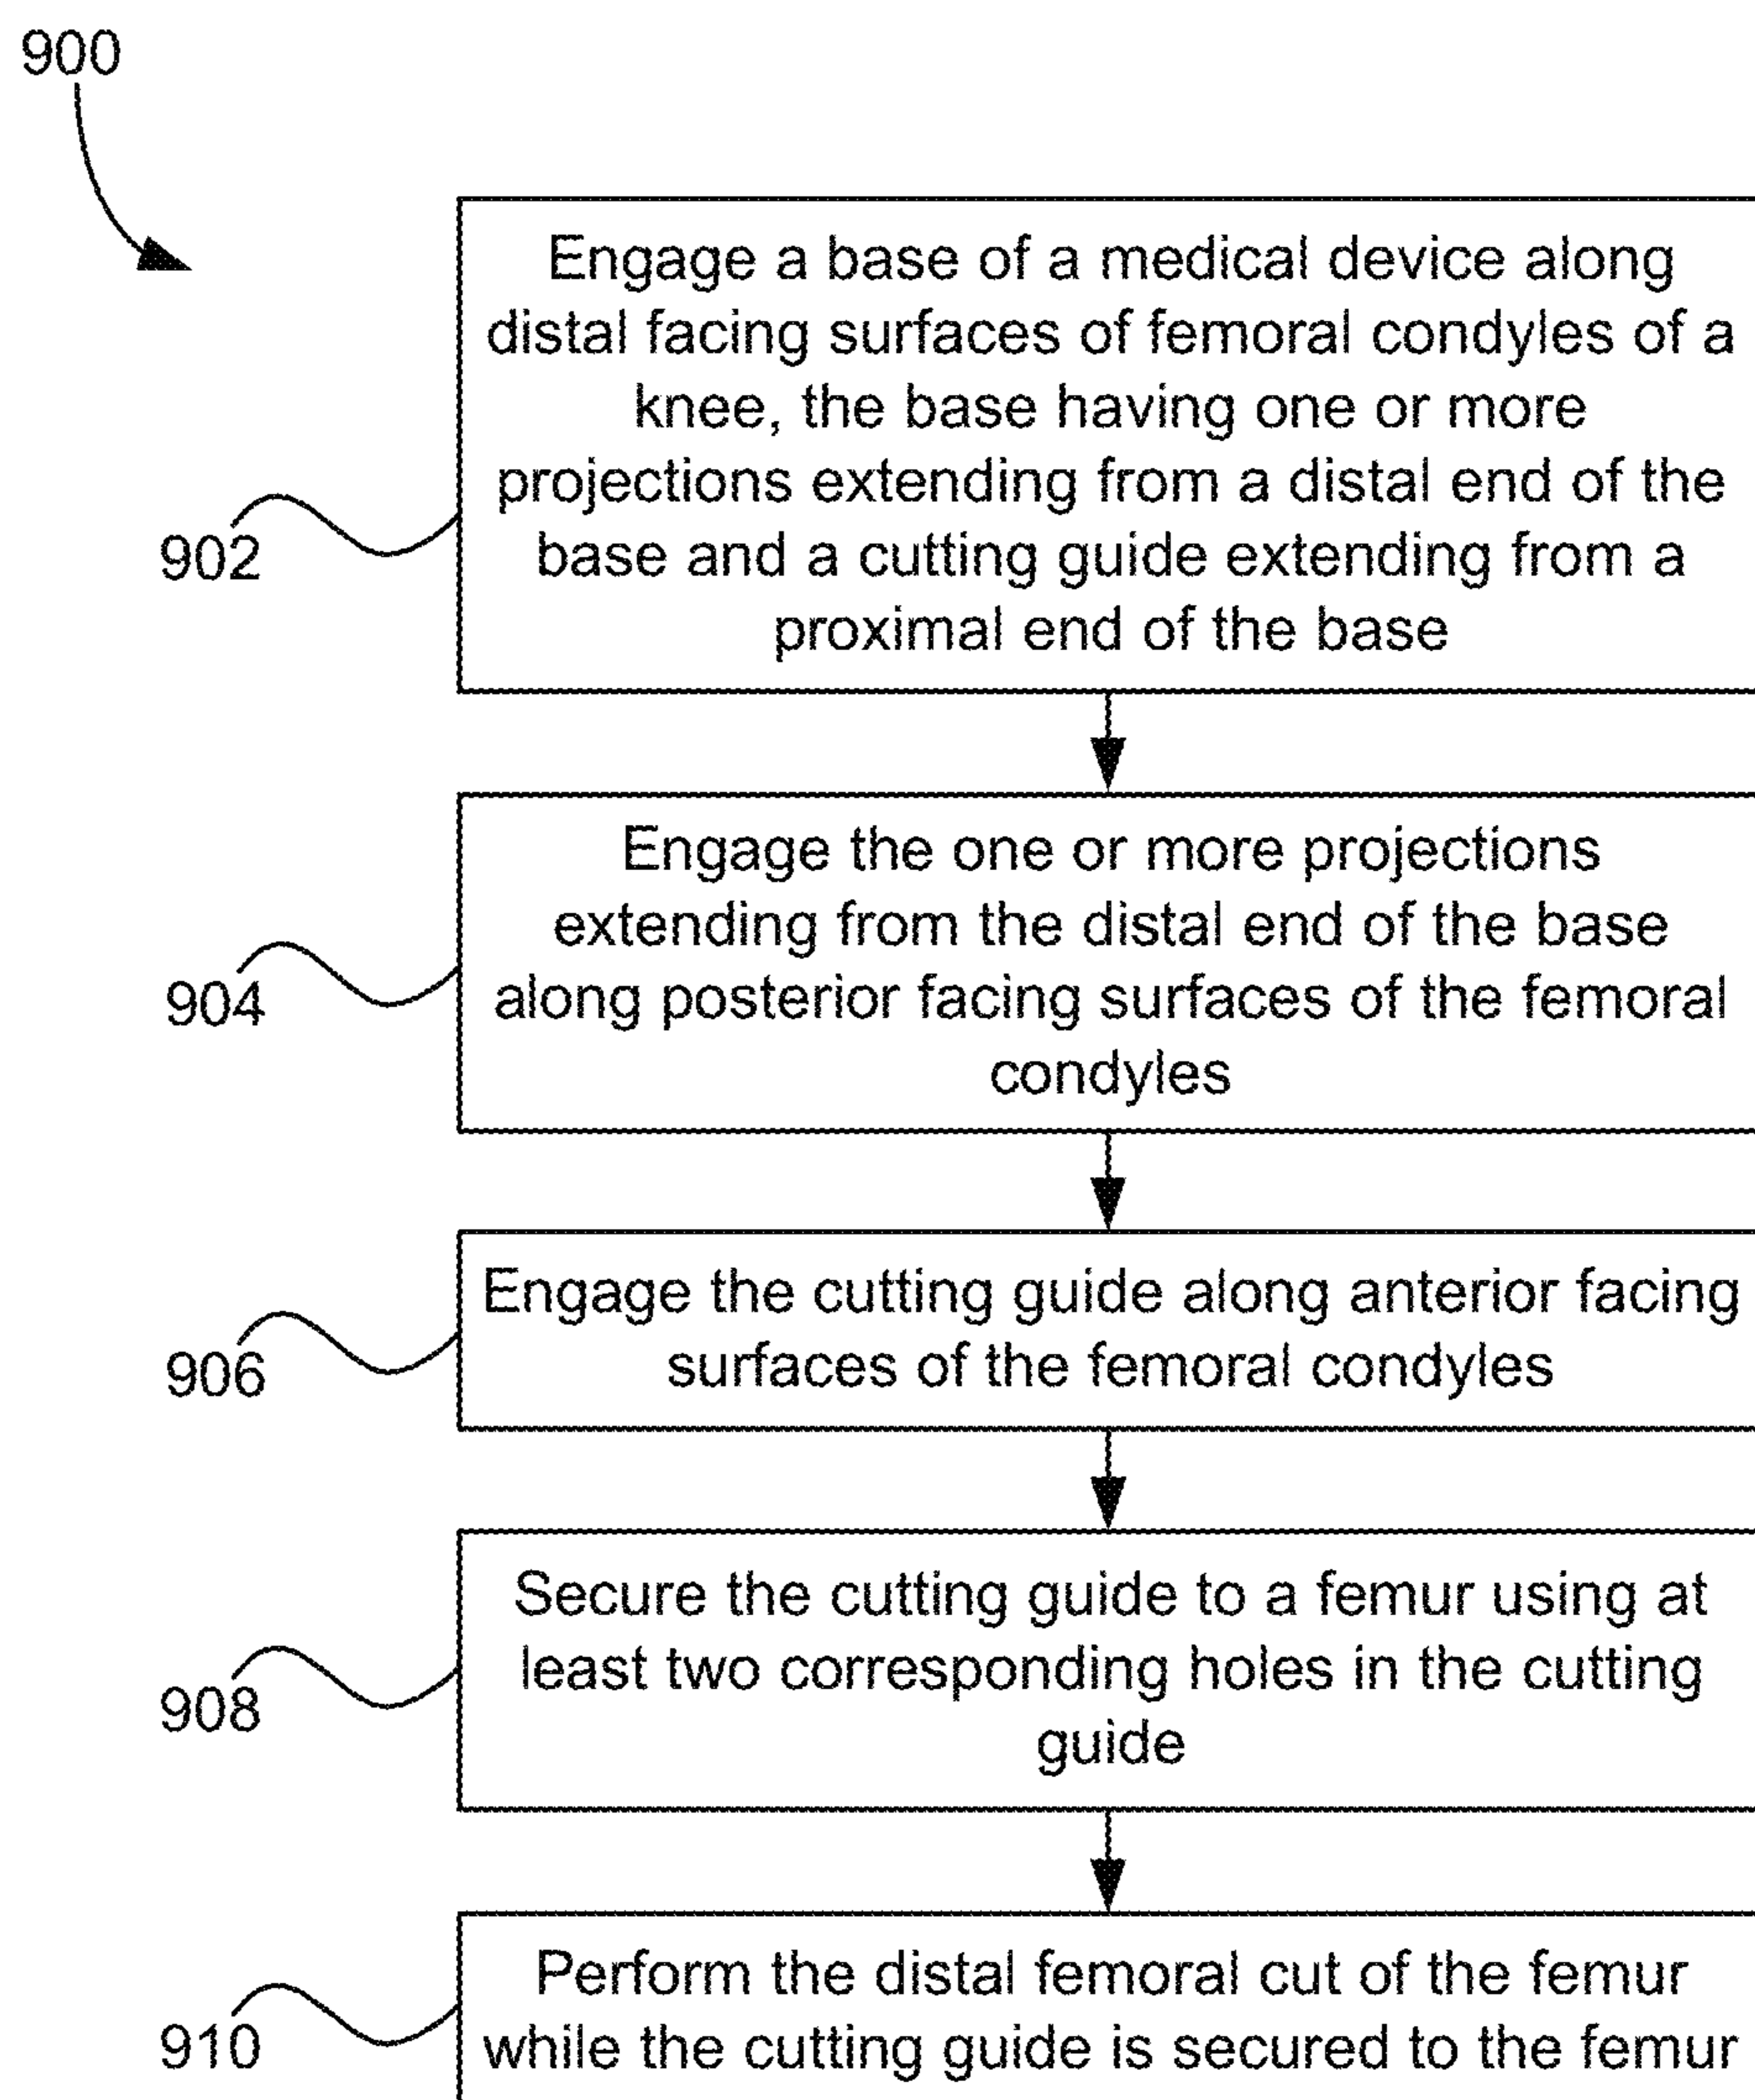 900
Engage a base of a medical device along
distal facing surfaces of femoral condyles of a
knee, the base having one or more
projections extending from a distal end of the
base and a cutting guide extending from a
proximal end of the base
902
Engage the one or more projections
extending from the distal end of the base
along posterior facing surfaces of the femoral
condyles
904
Engage the cutting guide along anterior facing
surfaces of the femoral condyles
906
Secure the cutting guide to a femur using at
least two corresponding holes in the cutting
guide
908
Perform the distal femoral cut of the femur
while the cutting guide is secured to the femur
910